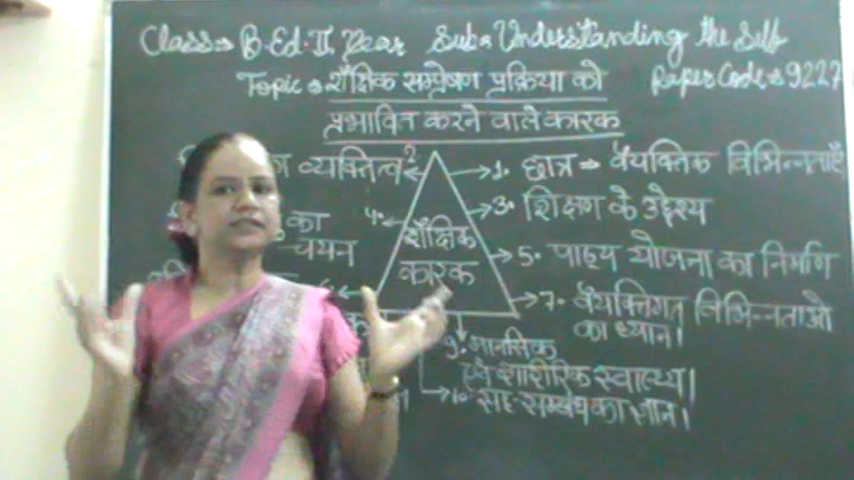 Class⇒ B.Ed. II Year Sub⇒ Understanding the Self
Topic ⇒ शैक्षिक सम्प्रेषण प्रक्रिया को Paper Code⇒ 9227
प्रभावित करने वाले कारक
व्यक्तित्व 2
1. छात्र ⇒ वैयक्तिक विभिन्नताएँ
3. शिक्षण के उद्देश्य
का 4.
चयन
शैक्षिक
कारक
5. पाठ्य योजना का निर्माण
7. वैयक्तिगत विभिन्नताओ
का ध्यान।
9. मानसिक
एवं शारीरिक स्वास्थ्य।
10. सह-सम्बन्ध का ज्ञान।